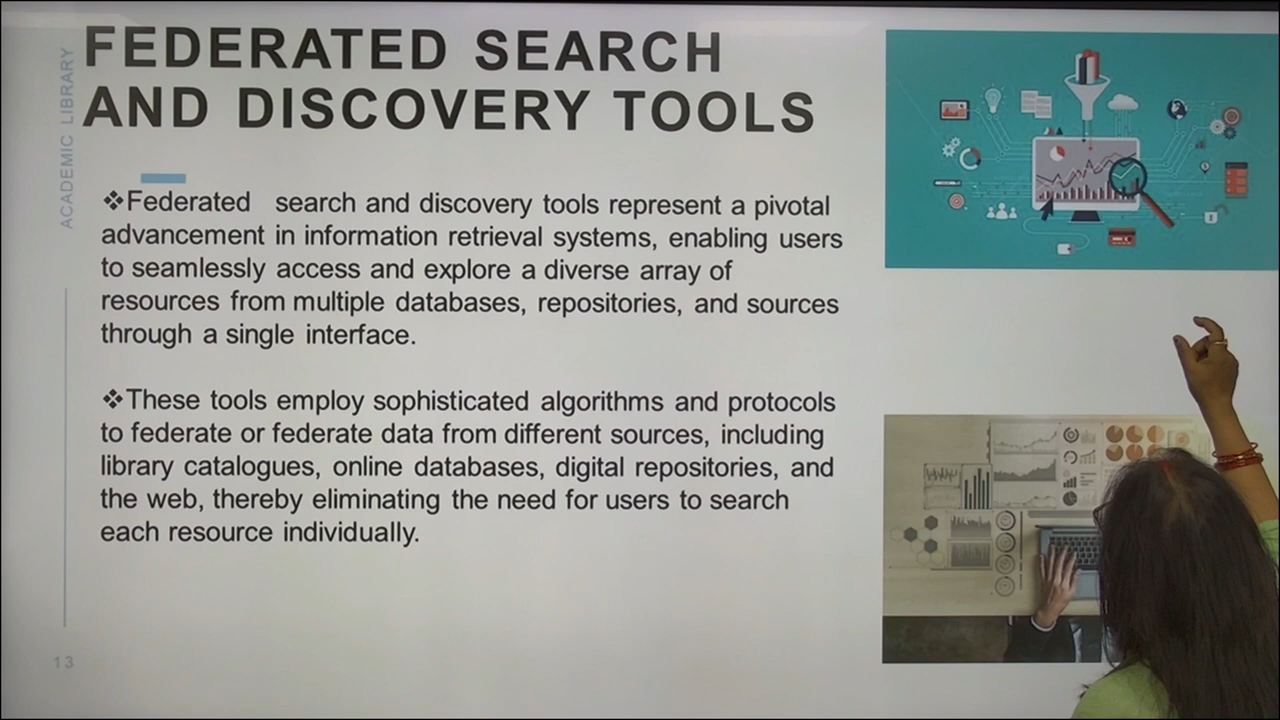 FEDERATED SEARCH
AND DISCOVERY TOOLS
ACADEMIC LIBRARY
❖Federated search and discovery tools represent a pivotal
advancement in information retrieval systems, enabling users
to seamlessly access and explore a diverse array of
resources from multiple databases, repositories, and sources
through a single interface.
❖These tools employ sophisticated algorithms and protocols
to federate or federate data from different sources, including
library catalogues, online databases, digital repositories, and
the web, thereby eliminating the need for users to search
each resource individually.
13